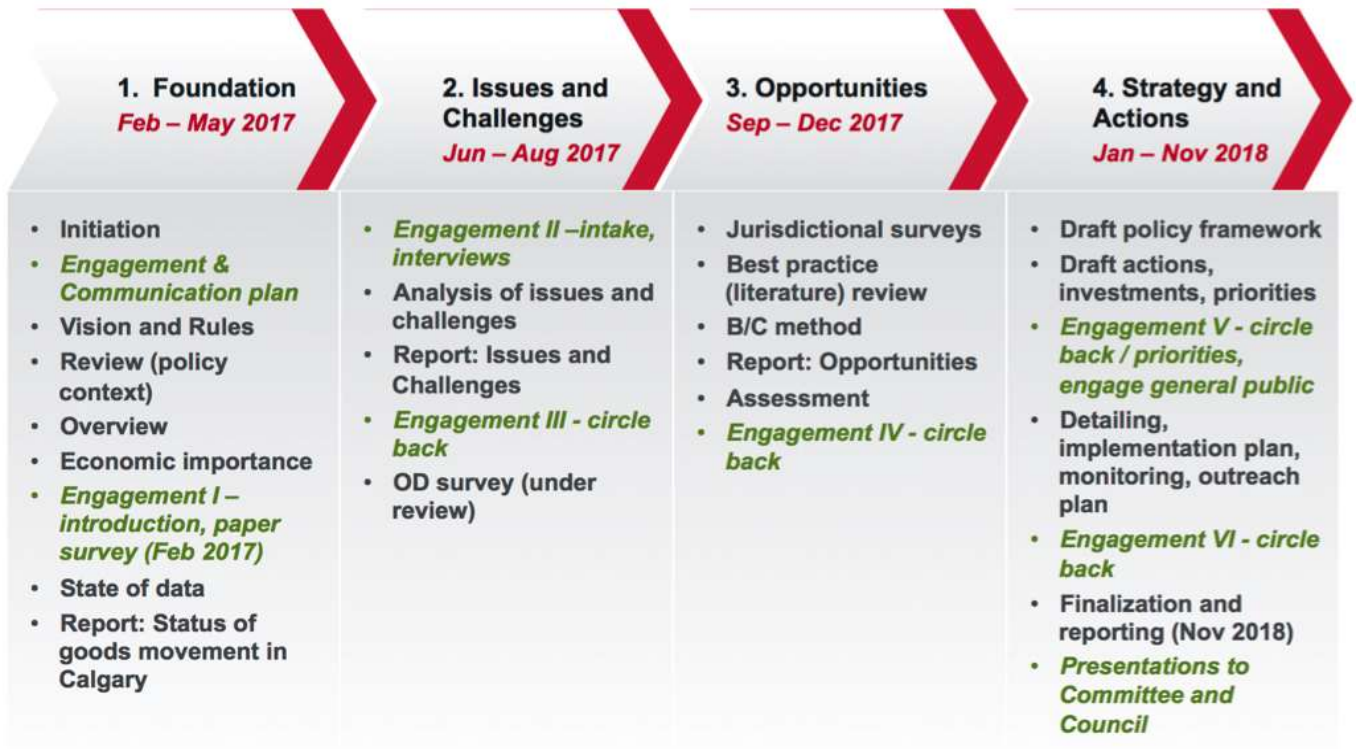 1. Foundation
Feb – May 2017
2. Issues and
Challenges
Jun – Aug 2017
3. Opportunities
Sep – Dec 2017
4. Strategy and
Actions
Jan – Nov 2018
• Initiation
• Engagement &
Communication plan
• Vision and Rules
• Review (policy
context)
• Overview
• Economic importance
• Engagement I –
introduction, paper
survey (Feb 2017)
• State of data
• Report: Status of
goods movement in
Calgary
• Engagement II –intake,
interviews
• Analysis of issues and
challenges
• Report: Issues and
Challenges
• Engagement III - circle
back
• OD survey (under
review)
• Jurisdictional surveys
• Best practice
(literature) review
• B/C method
• Report: Opportunities
• Assessment
• Engagement IV - circle
back
• Draft policy framework
• Draft actions,
investments, priorities
• Engagement V - circle
back / priorities,
engage general public
• Detailing,
implementation plan,
monitoring, outreach
plan
• Engagement VI - circle
back
• Finalization and
reporting (Nov 2018)
• Presentations to
Committee and
Council